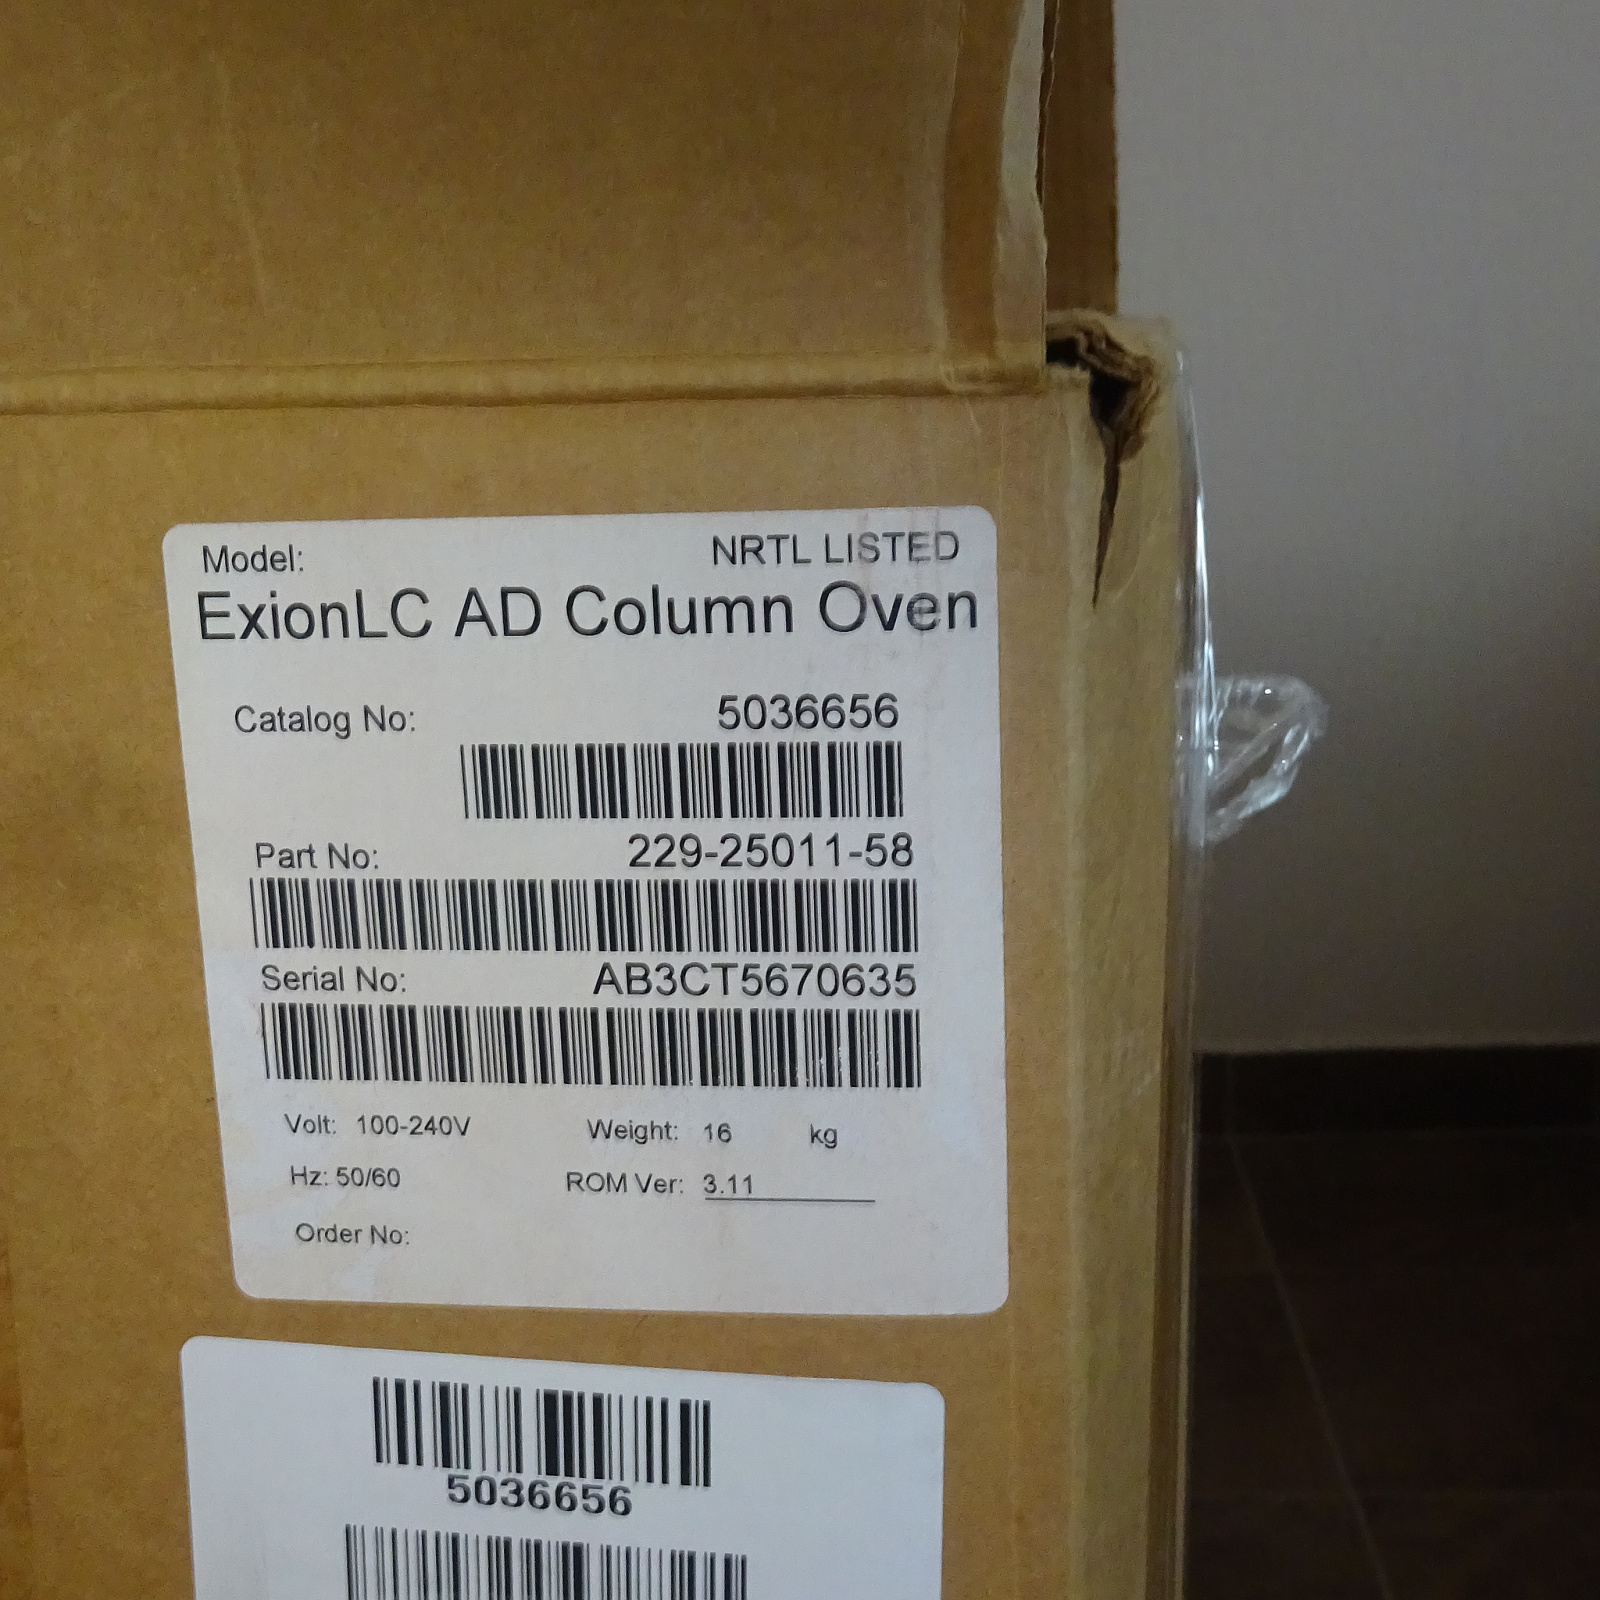 Model: NRTL LISTED
ExionLC AD Column Oven
Catalog No: 5036656
Part No: 229-25011-58
Serial No: AB3CT5670635
Volt: 100-240V Weight: 16 kg
Hz: 50/60 ROM Ver: 3.11
Order No:
5036656